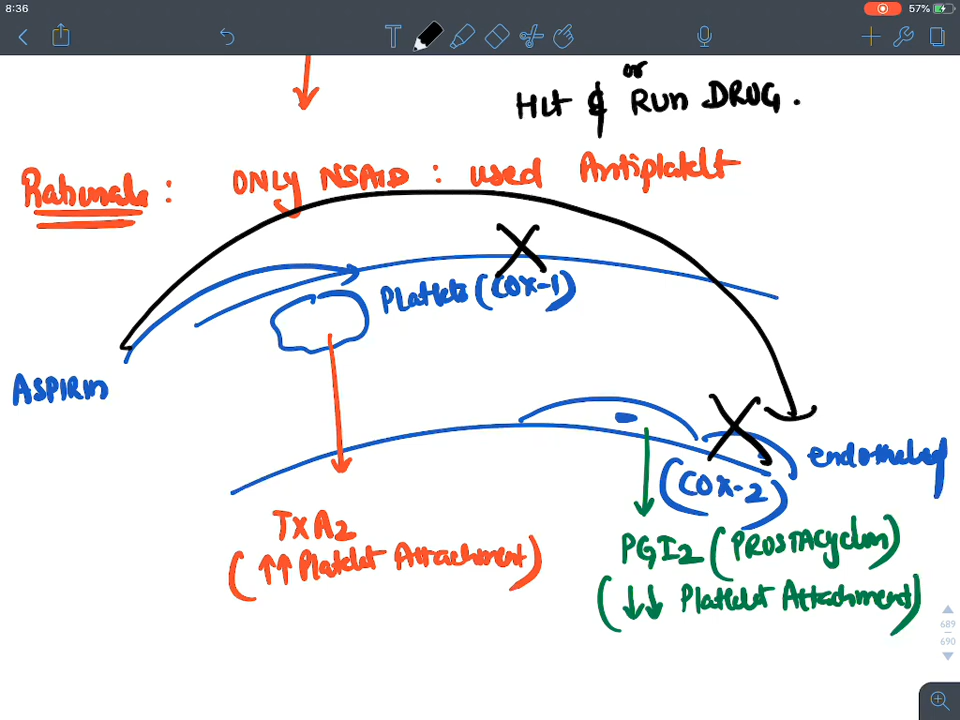 8:36
57%
T
or
Hit & Run DRUG.
Rationale : ONLY NSAID : used Antiplatelt
Platelets (COX-1)
ASPIRIN
endothelial
(COX-2)
TXA2
(↑↑ Platelet Attachment)
PGI2 (PROSTACyclin)
(↓↓ Platelet Attachment)
689
690